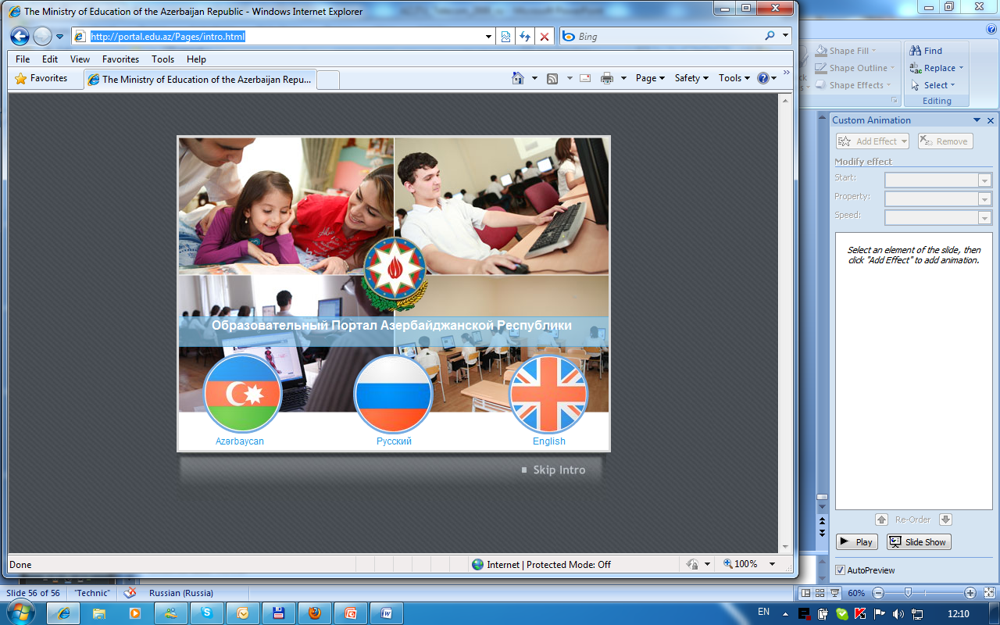 The Ministry of Education of the Azerbaijan Republic - Windows Internet Explorer
http://portal.edu.az/Pages/intro.html
Bing
File Edit View Favorites Tools Help
Favorites
The Ministry of Education of the Azerbaijan Repu...
Page Safety Tools
»
Shape Fill
Shape Outline
Shape Effects
Find
Replace
Select
Editing
Custom Animation
Add Effect
Remove
Modify effect
Start:
Property:
Speed:
Select an element of the slide, then
click "Add Effect" to add animation.
Образовательный Портал Азербайджанской Республики
Azərbaycan
Русский
English
Skip Intro
Re-Order
Play
Slide Show
AutoPreview
Done
Internet | Protected Mode: Off
100%
Slide 56 of 56
"Technic"
Russian (Russia)
60%
EN
12:10